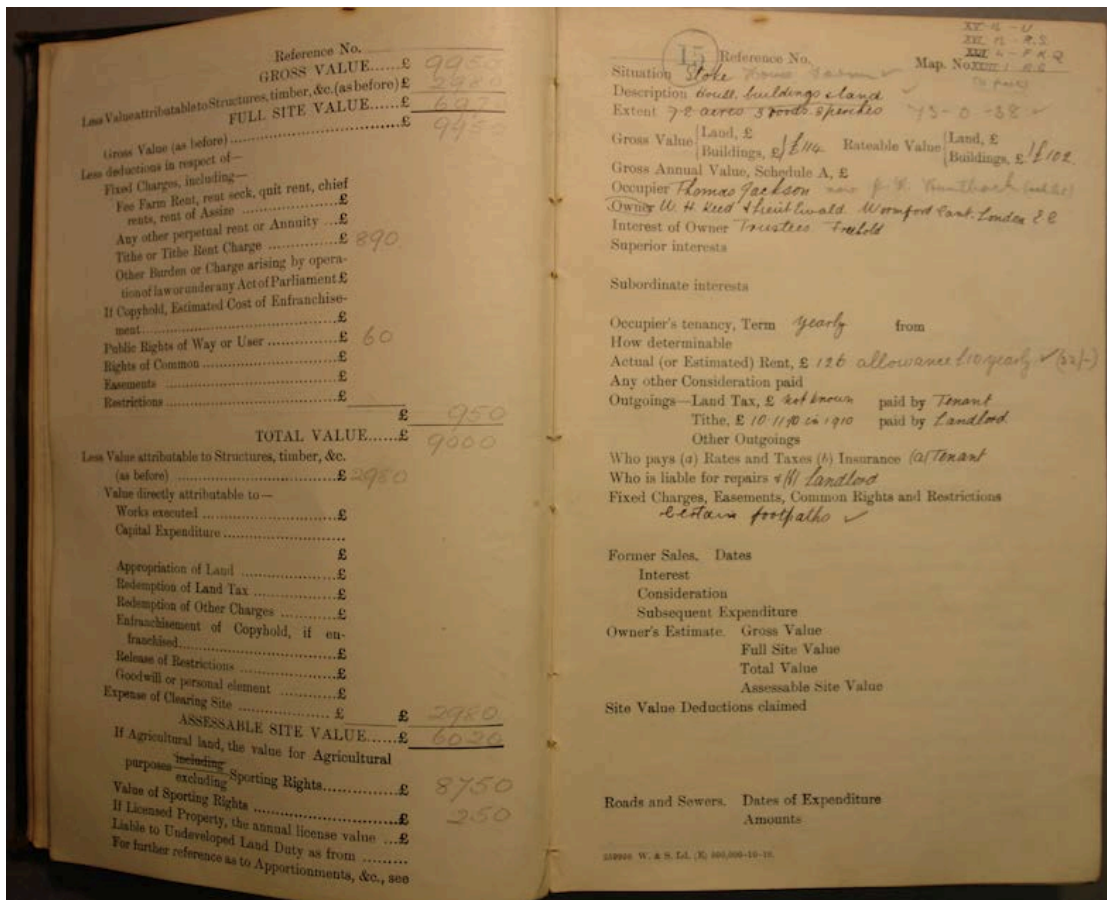 Reference No.
GROSS VALUE......£ 9950
Less Value attributable to Structures, timber, &c. (as before) £ 2980
FULL SITE VALUE......£ 697
Gross Value (as before) ..........£ 9950
Less deductions in respect of—
Fixed Charges, including—
Fee Farm Rent, rent seck, quit rent, chief
rents, rent of Assize ..........£
Any other perpetual rent or Annuity ...£
Tithe or Tithe Rent Charge ..........£ 890
Other Burden or Charge arising by opera-
tion of law or under any Act of Parliament £
If Copyhold, Estimated Cost of Enfranchise-
ment..........£
Public Rights of Way or User ..........£ 60
Rights of Common ..........£
Easements ..........£
Restrictions ..........£
£ 950
TOTAL VALUE......£ 9000
Less Value attributable to Structures, timber, &c.
(as before) ..........£ 2980
Value directly attributable to—
Works executed ..........£
Capital Expenditure ..........
£
Appropriation of Land ..........£
Redemption of Land Tax ..........£
Redemption of Other Charges ..........£
Enfranchisement of Copyhold, if en-
franchised..........£
Release of Restrictions ..........£
Goodwill or personal element ..........£
Expense of Clearing Site ..........£ £ 2980
ASSESSABLE SITE VALUE......£ 6020
If Agricultural land, the value for Agricultural
purposes including
excluding Sporting Rights..........£ 8750
Value of Sporting Rights ..........£ 250
If Licensed Property, the annual license value ...£
Liable to Undeveloped Land Duty as from .........
For further reference as to Apportionments, &c., see
15 Reference No. Map. No.
Situation Stoke House Farm
Description House, buildings & land
Extent 72 acres 3 roods 5 perches 73-0-38
Gross Value Land, £
Buildings, £ £114 Rateable Value Land, £
Buildings, £ £102
Gross Annual Value, Schedule A, £
Occupier Thomas Jackson now
Owner W. H. Reed & Ewald. London E C
Interest of Owner Trustees Freehold
Superior interests
Subordinate interests
Occupier's tenancy, Term yearly from
How determinable
Actual (or Estimated) Rent, £ 126 allowance £10 yearly (32/-)
Any other Consideration paid
Outgoings—Land Tax, £ not known paid by Tenant
Tithe, £ in 1910 paid by Landlord
Other Outgoings
Who pays (a) Rates and Taxes (b) Insurance (a) Tenant
Who is liable for repairs & (b) Landlord
Fixed Charges, Easements, Common Rights and Restrictions
Certain footpaths
Former Sales. Dates
Interest
Consideration
Subsequent Expenditure
Owner's Estimate. Gross Value
Full Site Value
Total Value
Assessable Site Value
Site Value Deductions claimed
Roads and Sewers. Dates of Expenditure
Amounts
W. & S. Ld. (E) 500,000-10-10.